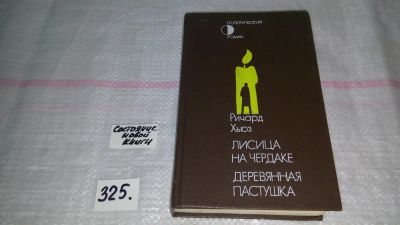 ПОЛИТИЧЕСКИЙ
РОМАН
Ричард
Хьюз
ЛИСИЦА
НА ЧЕРДАКЕ
ДЕРЕВЯННАЯ
ПАСТУШКА
Состояние
новой
книги
325.